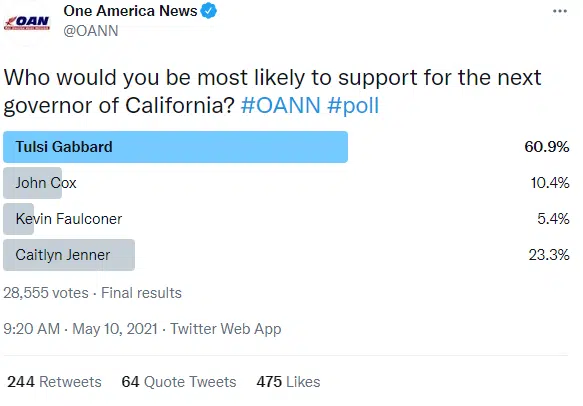 OAN
One America News
@OANN
Who would you be most likely to support for the next
governor of California? #OANN #poll
Tulsi Gabbard 60.9%
John Cox 10.4%
Kevin Faulconer 5.4%
Caitlyn Jenner 23.3%
28,555 votes · Final results
9:20 AM · May 10, 2021 · Twitter Web App
244 Retweets 64 Quote Tweets 475 Likes